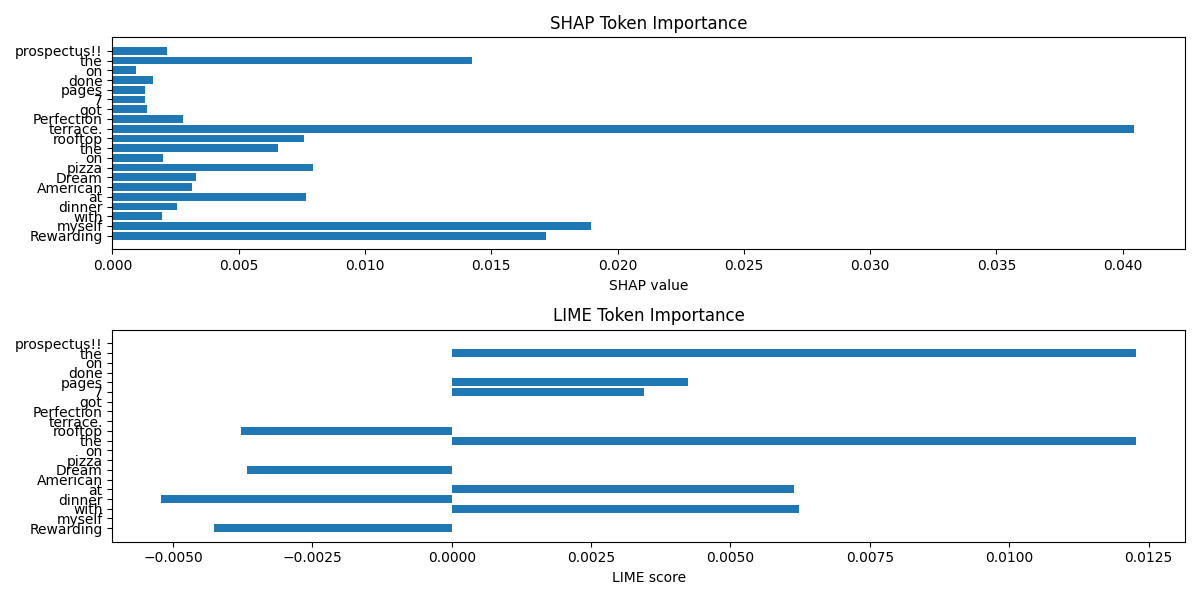 SHAP Token Importance
prospectus!!
the
on
done
pages
7
got
Perfection
terrace.
rooftop
the
on
pizza
Dream
American
at
dinner
with
myself
Rewarding
0.000 0.005 0.010 0.015 0.020 0.025 0.030 0.035 0.040
SHAP value
LIME Token Importance
prospectus!!
the
on
done
pages
7
got
Perfection
terrace.
rooftop
the
on
pizza
Dream
American
at
dinner
with
myself
Rewarding
−0.0050 −0.0025 0.0000 0.0025 0.0050 0.0075 0.0100 0.0125
LIME score